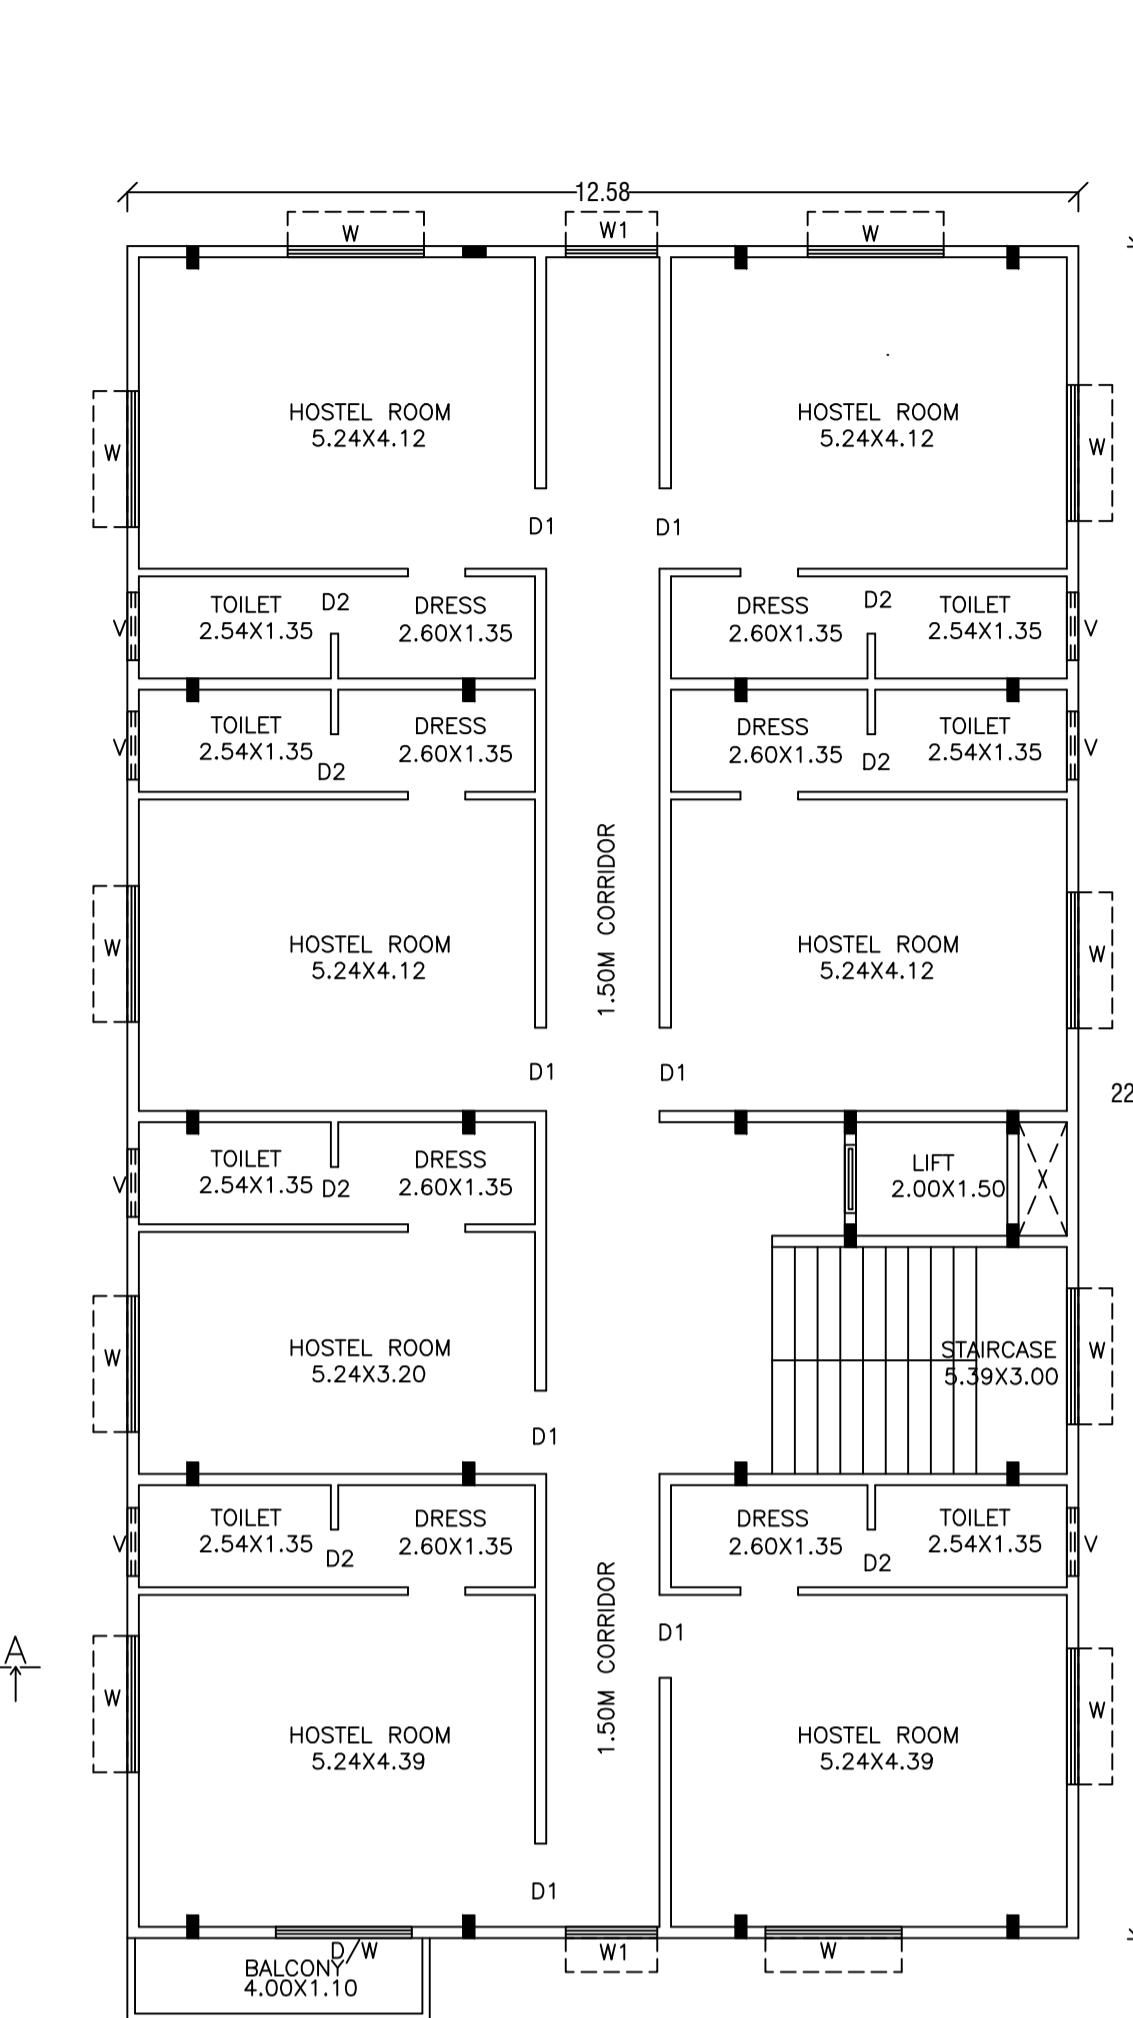 12.58
W
W1
W
HOSTEL ROOM
5.24X4.12
HOSTEL ROOM
5.24X4.12
W
W
D1
D1
TOILET
2.54X1.35
D2
DRESS
2.60X1.35
DRESS
2.60X1.35
D2
TOILET
2.54X1.35
V
V
TOILET
2.54X1.35
D2
DRESS
2.60X1.35
DRESS
2.60X1.35
D2
TOILET
2.54X1.35
V
V
1.50M CORRIDOR
HOSTEL ROOM
5.24X4.12
HOSTEL ROOM
5.24X4.12
W
W
D1
D1
22
TOILET
2.54X1.35
D2
DRESS
2.60X1.35
V
LIFT
2.00X1.50
X
HOSTEL ROOM
5.24X3.20
W
STAIRCASE
5.39X3.00
W
D1
TOILET
2.54X1.35
D2
DRESS
2.60X1.35
DRESS
2.60X1.35
D2
TOILET
2.54X1.35
V
V
1.50M CORRIDOR
D1
A
W
W
HOSTEL ROOM
5.24X4.39
HOSTEL ROOM
5.24X4.39
D1
D/W
W1
W
BALCONY
4.00X1.10